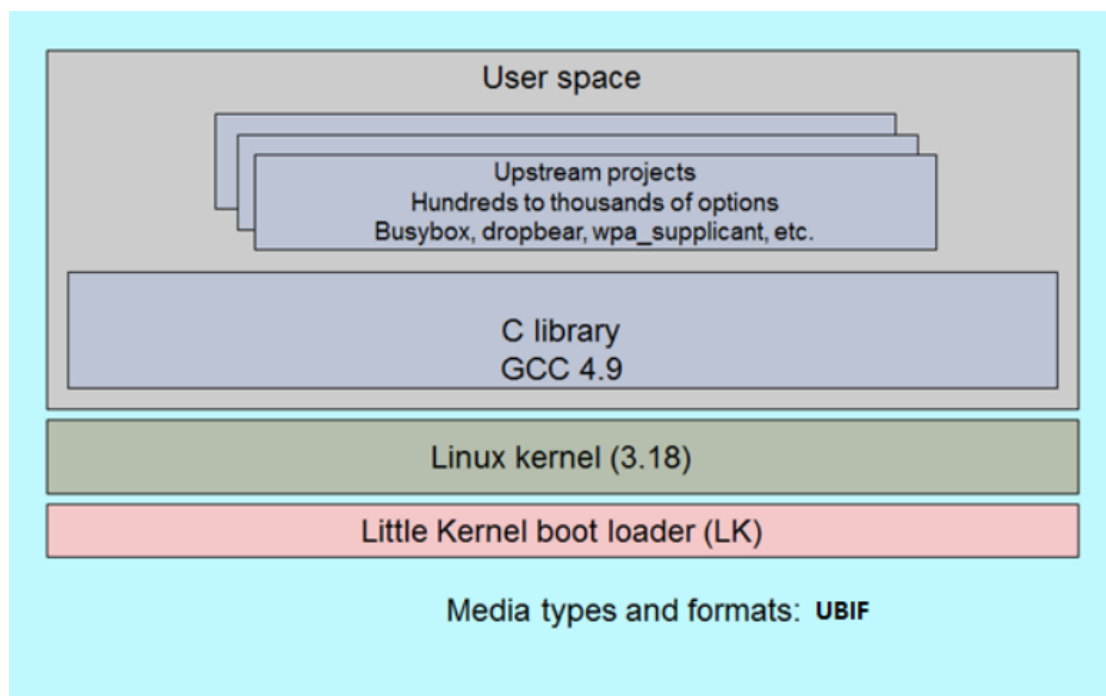 User space
Upstream projects
Hundreds to thousands of options
Busybox, dropbear, wpa_supplicant, etc.
C library
GCC 4.9
Linux kernel (3.18)
Little Kernel boot loader (LK)
Media types and formats: UBIF